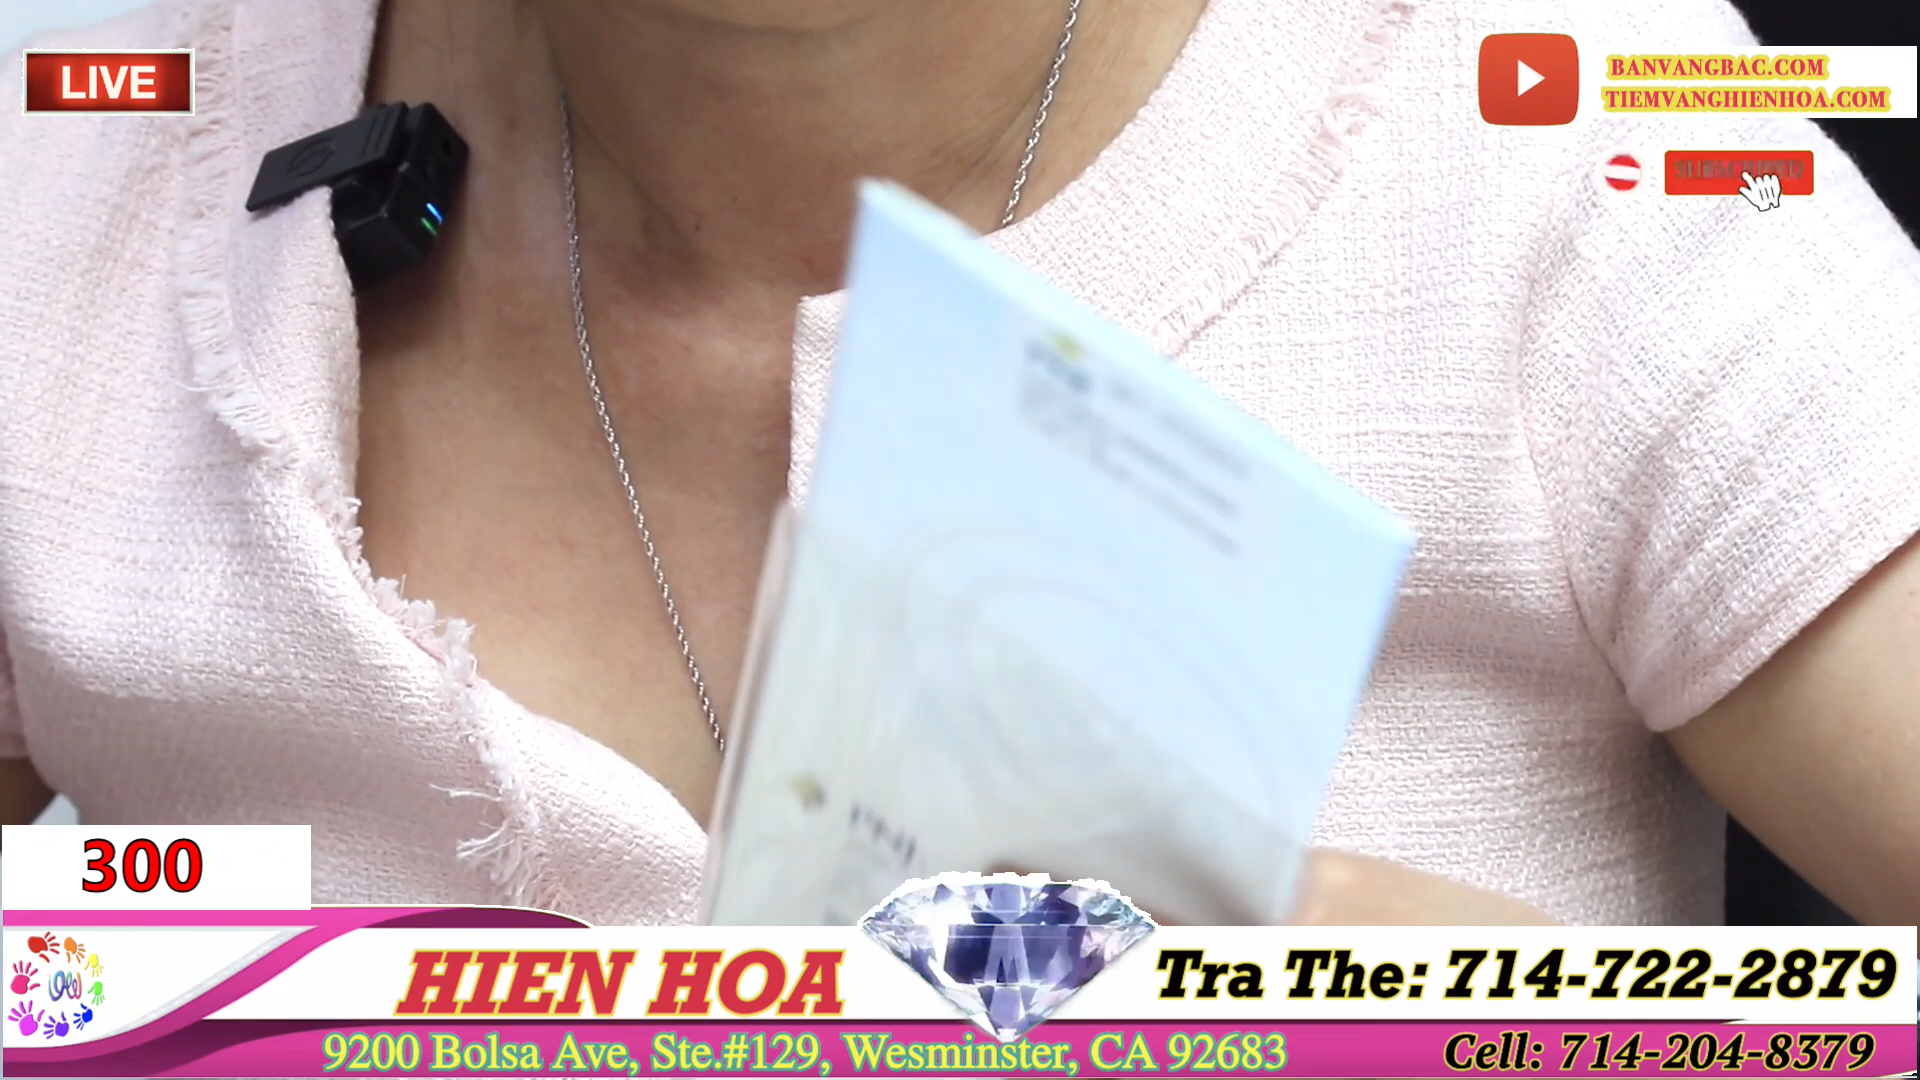 LIVE
BANVANGBAC.COM
TIEMVANGHIENHOA.COM
300
PNJ
HIEN HOA
Tra The: 714-722-2879
9200 Bolsa Ave, Ste.#129, Wesminster, CA 92683
Cell: 714-204-8379